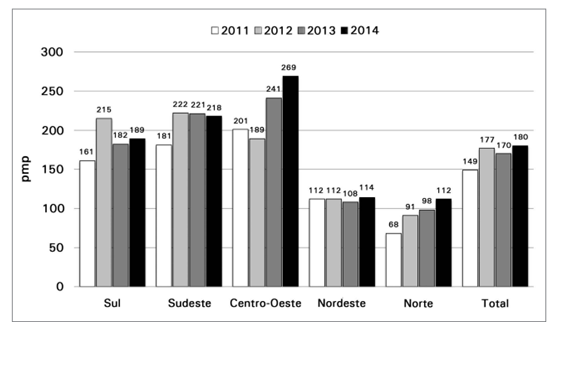 2011 2012 2013 2014
300
250
200
150
100
50
0
pmp
161 215 182 189
181 222 221 218
201 189 241 269
112 112 108 114
68 91 98 112
149 177 170 180
Sul Sudeste Centro-Oeste Nordeste Norte Total